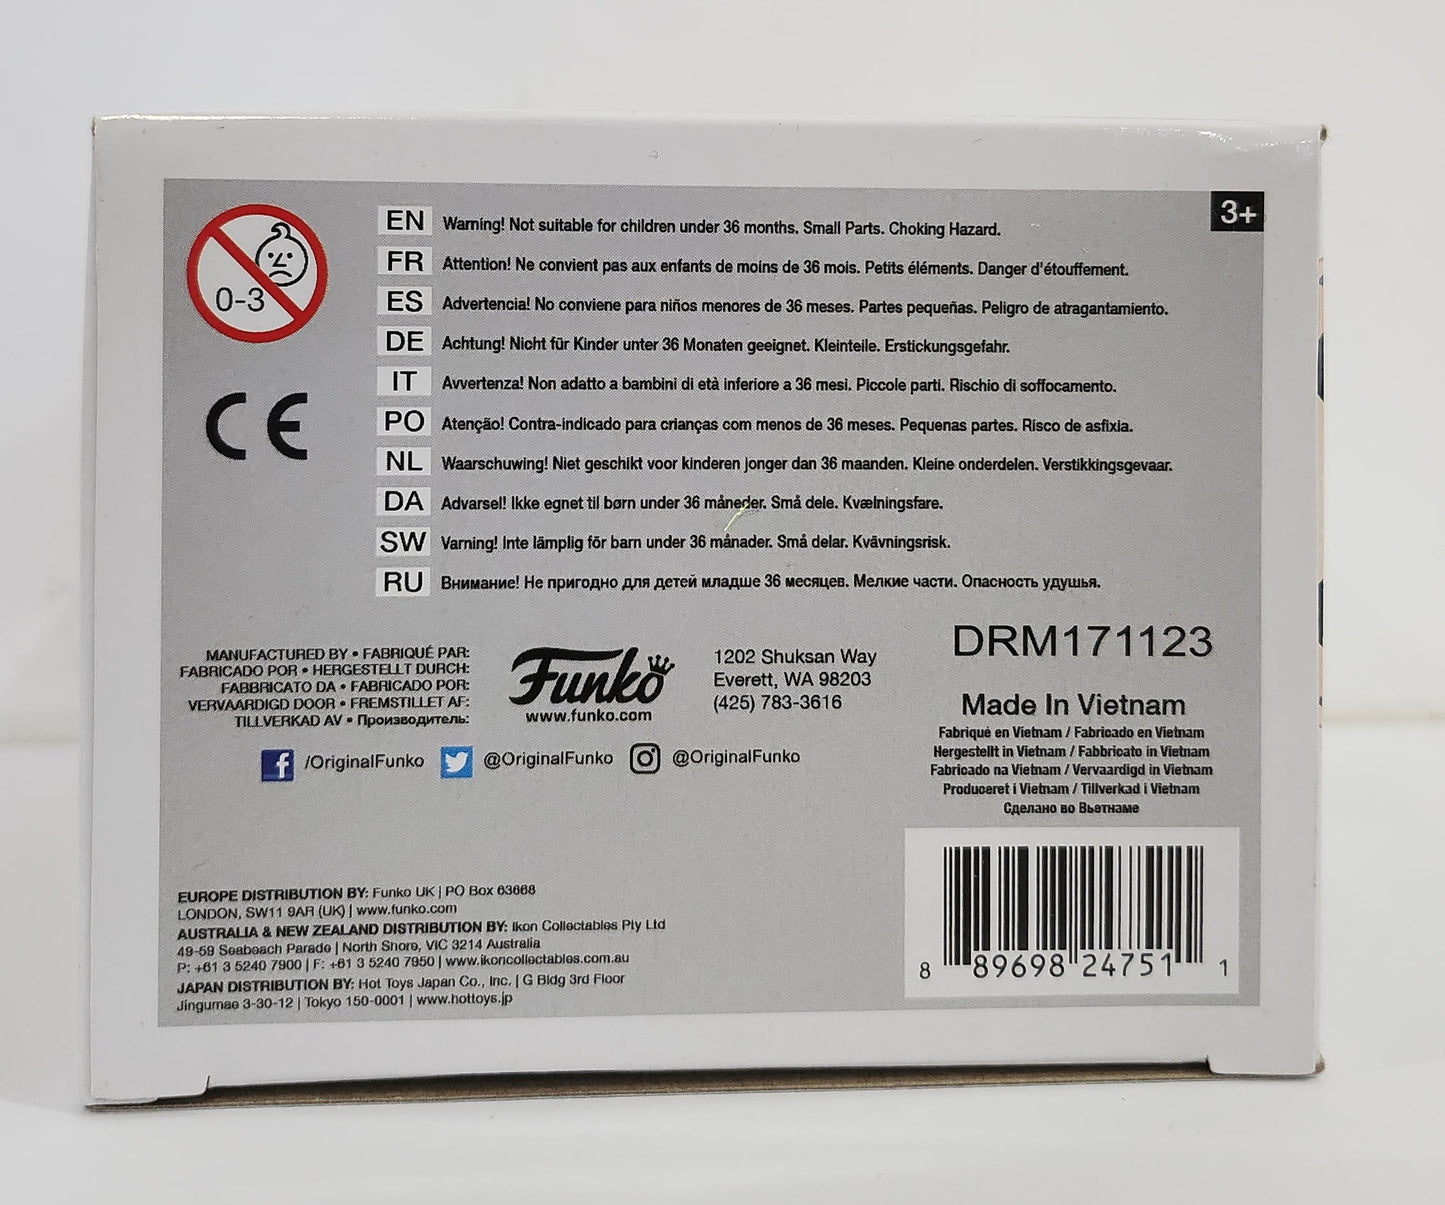 3+
0-3
EN Warning! Not suitable for children under 36 months. Small Parts. Choking Hazard.
FR Attention! Ne convient pas aux enfants de moins de 36 mois. Petits éléments. Danger d'étouffement.
ES Advertencia! No conviene para niños menores de 36 meses. Partes pequeñas. Peligro de atragantamiento.
DE Achtung! Nicht für Kinder unter 36 Monaten geeignet. Kleinteile. Erstickungsgefahr.
IT Avvertenza! Non adatto a bambini di età inferiore a 36 mesi. Piccole parti. Rischio di soffocamento.
PO Atenção! Contra-indicado para crianças com menos de 36 meses. Pequenas partes. Risco de asfixia.
NL Waarschuwing! Niet geschikt voor kinderen jonger dan 36 maanden. Kleine onderdelen. Verstikkingsgevaar.
DA Advarsel! Ikke egnet til børn under 36 måneder. Små dele. Kvælningsfare.
SW Varning! Inte lämplig för barn under 36 månader. Små delar. Kvävningsrisk.
RU Внимание! Не пригодно для детей младше 36 месяцев. Мелкие части. Опасность удушья.
CE
MANUFACTURED BY • FABRIQUÉ PAR:
FABRICADO POR • HERGESTELLT DURCH:
FABBRICATO DA • FABRICADO POR:
VERVAARDIGD DOOR • FREMSTILLET AF:
TILLVERKAD AV • Производитель:
Funko
www.funko.com
1202 Shuksan Way
Everett, WA 98203
(425) 783-3616
/OriginalFunko @OriginalFunko @OriginalFunko
DRM171123
Made In Vietnam
Fabriqué en Vietnam / Fabricado en Vietnam
Hergestellt in Vietnam / Fabbricato in Vietnam
Fabricado na Vietnam / Vervaardigd in Vietnam
Produceret i Vietnam / Tillverkad i Vietnam
Сделано во Вьетнаме
EUROPE DISTRIBUTION BY: Funko UK | PO Box 63668
LONDON, SW11 9AR (UK) | www.funko.com
AUSTRALIA & NEW ZEALAND DISTRIBUTION BY: Ikon Collectables Pty Ltd
49-59 Seabeach Parade | North Shore, VIC 3214 Australia
P: +61 3 5240 7900 | F: +61 3 5240 7950 | www.ikoncollectables.com.au
JAPAN DISTRIBUTION BY: Hot Toys Japan Co., Inc. | G Bldg 3rd Floor
Jingumae 3-30-12 | Tokyo 150-0001 | www.hottoys.jp
8 89698 24751 1